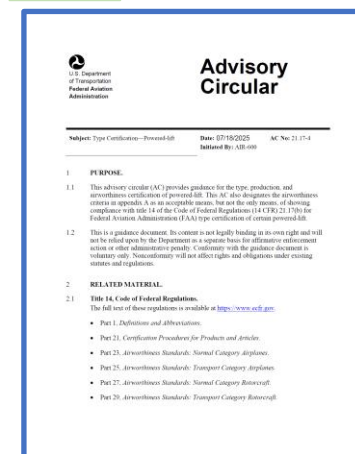 Advisory
Circular
U.S. Department
of Transportation
Federal Aviation
Administration
Subject: Type Certification—Powered-lift
Date: 07/18/2025
AC No: 21.17-4
Initiated By: AIR-600
1 PURPOSE.
1.1 This advisory circular (AC) provides guidance for the type, production, and
airworthiness certification of powered-lift. This AC also designates the airworthiness
criteria in appendix A as an acceptable means, but not the only means, of showing
compliance with title 14 of the Code of Federal Regulations (14 CFR) 21.17(b) for
Federal Aviation Administration (FAA) type certification of certain powered-lift.
1.2 This is a guidance document. Its content is not legally binding in its own right and will
not be relied upon by the Department as a separate basis for affirmative enforcement
action or other administrative penalty. Conformity with the guidance document is
voluntary only. Nonconformity will not affect rights and obligations under existing
statutes and regulations.
2 RELATED MATERIAL.
2.1 Title 14, Code of Federal Regulations.
The full text of these regulations is available at https://www.ecfr.gov.
• Part 1, Definitions and Abbreviations.
• Part 21, Certification Procedures for Products and Articles.
• Part 23, Airworthiness Standards: Normal Category Airplanes.
• Part 25, Airworthiness Standards: Transport Category Airplanes.
• Part 27, Airworthiness Standards: Normal Category Rotorcraft.
• Part 29, Airworthiness Standards: Transport Category Rotorcraft.